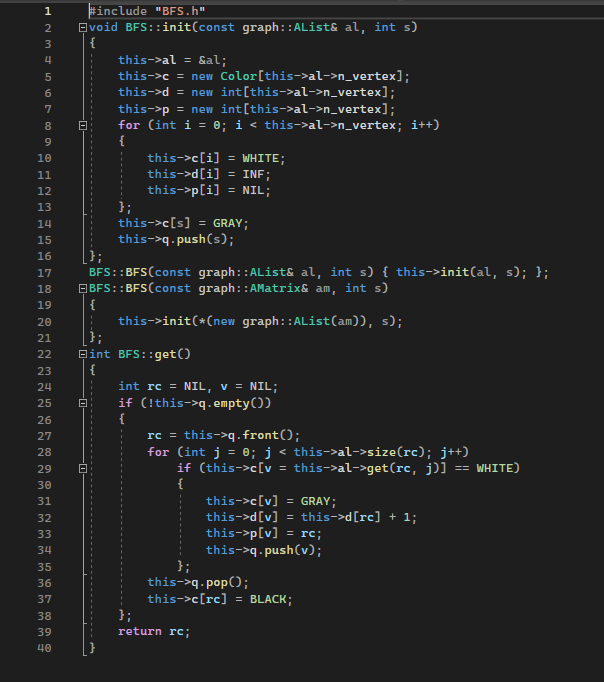 1 #include "BFS.h"
2 void BFS::init(const graph::AList& al, int s)
3 {
4 this->al = &al;
5 this->c = new Color[this->al->n_vertex];
6 this->d = new int[this->al->n_vertex];
7 this->p = new int[this->al->n_vertex];
8 for (int i = 0; i < this->al->n_vertex; i++)
9 {
10 this->c[i] = WHITE;
11 this->d[i] = INF;
12 this->p[i] = NIL;
13 };
14 this->c[s] = GRAY;
15 this->q.push(s);
16 };
17 BFS::BFS(const graph::AList& al, int s) { this->init(al, s); };
18 BFS::BFS(const graph::AMatrix& am, int s)
19 {
20 this->init(*(new graph::AList(am)), s);
21 };
22 int BFS::get()
23 {
24 int rc = NIL, v = NIL;
25 if (!this->q.empty())
26 {
27 rc = this->q.front();
28 for (int j = 0; j < this->al->size(rc); j++)
29 if (this->c[v = this->al->get(rc, j)] == WHITE)
30 {
31 this->c[v] = GRAY;
32 this->d[v] = this->d[rc] + 1;
33 this->p[v] = rc;
34 this->q.push(v);
35 };
36 this->q.pop();
37 this->c[rc] = BLACK;
38 };
39 return rc;
40 }